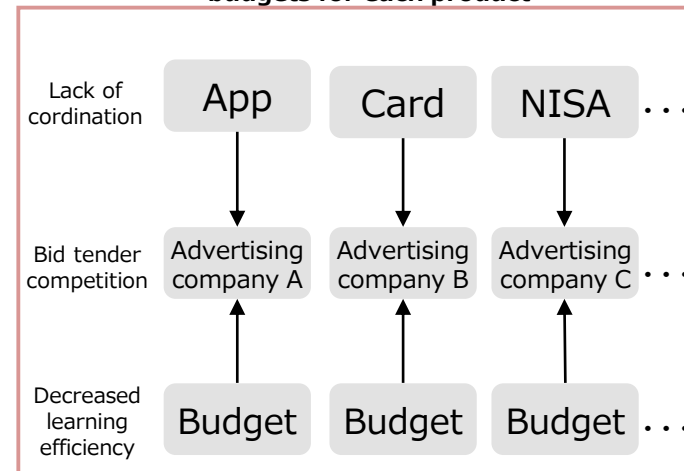 budgets for each product
Lack of
cordination
App
Card
NISA
...
Bid tender
competition
Advertising
company A
Advertising
company B
Advertising
company C
...
Decreased
learning
efficiency
Budget
Budget
Budget
...